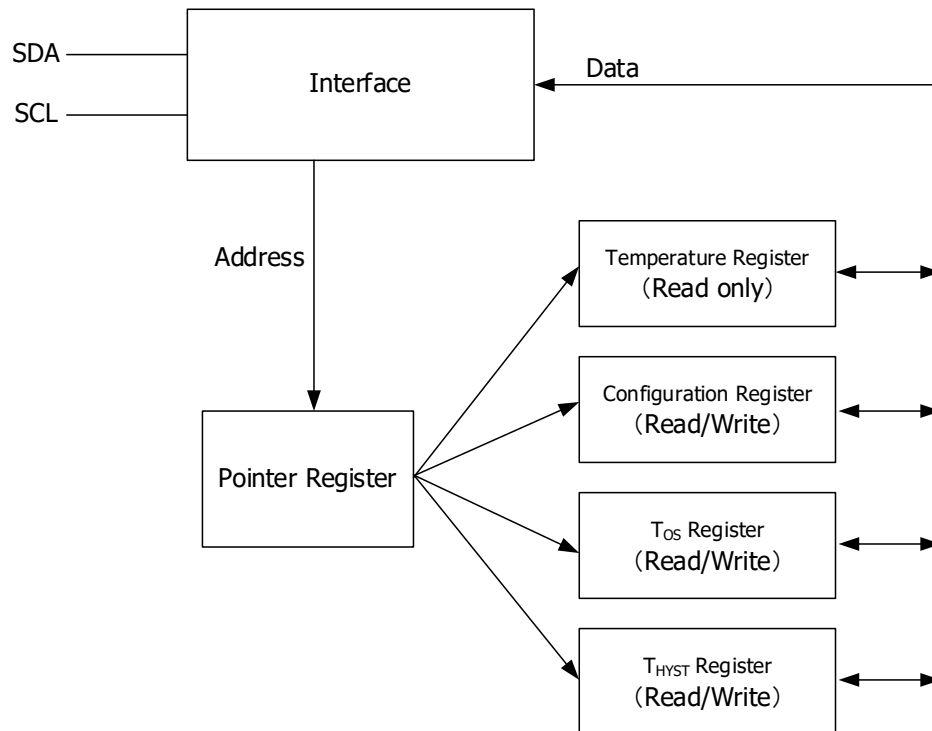 SDA
SCL
Interface
Data
Address
Temperature Register
（Read only）
Configuration Register
（Read/Write）
Pointer Register
TOS Register
（Read/Write）
THYST Register
（Read/Write）